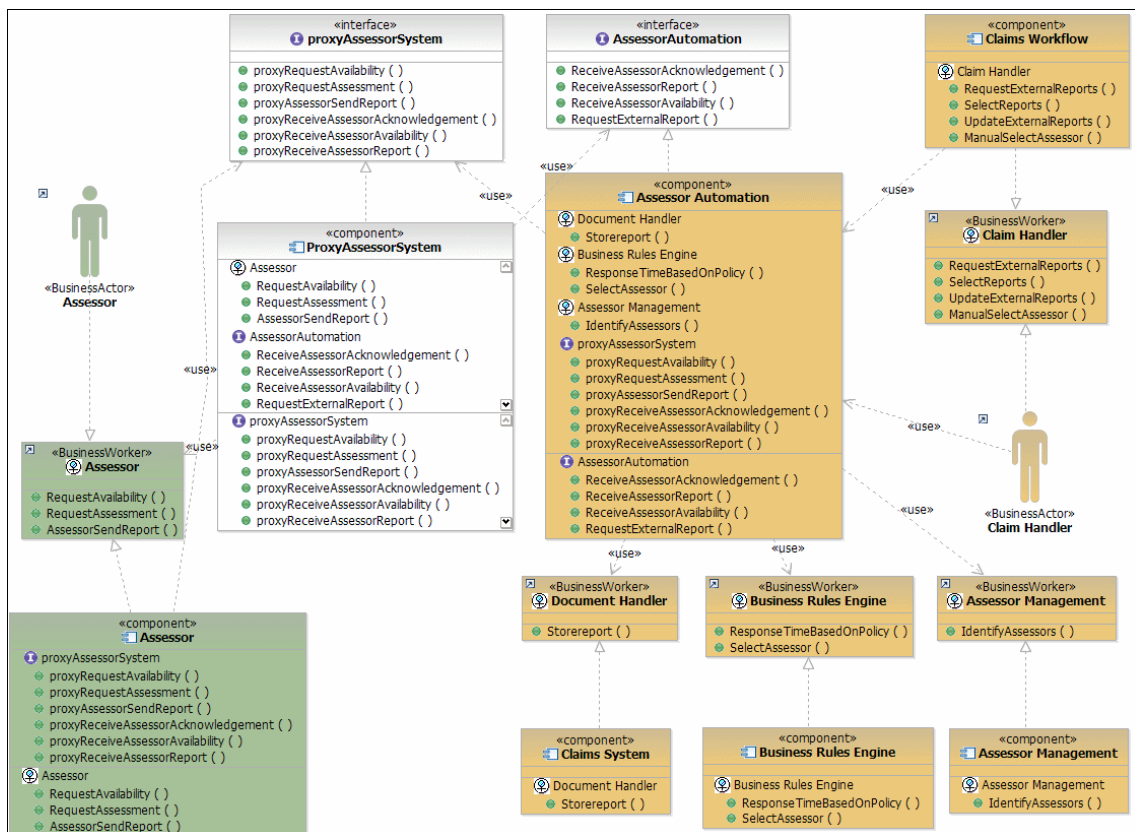 «interface»
proxyAssessorSystem
proxyRequestAvailability ( )
proxyRequestAssessment ( )
proxyAssessorSendReport ( )
proxyReceiveAssessorAcknowledgement ( )
proxyReceiveAssessorAvailability ( )
proxyReceiveAssessorReport ( )
«interface»
AssessorAutomation
ReceiveAssessorAcknowledgement ( )
ReceiveAssessorReport ( )
ReceiveAssessorAvailability ( )
RequestExternalReport ( )
«component»
Claims Workflow
Claim Handler
RequestExternalReports ( )
SelectReports ( )
UpdateExternalReports ( )
ManualSelectAssessor ( )
«use»
«use»
«use»
«BusinessActor»
Assessor
«component»
ProxyAssessorSystem
Assessor
RequestAvailability ( )
RequestAssessment ( )
AssessorSendReport ( )
AssessorAutomation
ReceiveAssessorAcknowledgement ( )
ReceiveAssessorReport ( )
ReceiveAssessorAvailability ( )
RequestExternalReport ( )
proxyAssessorSystem
proxyRequestAvailability ( )
proxyRequestAssessment ( )
proxyAssessorSendReport ( )
proxyReceiveAssessorAcknowledgement ( )
proxyReceiveAssessorAvailability ( )
proxyReceiveAssessorReport ( )
«component»
Assessor Automation
Document Handler
Storereport ( )
Business Rules Engine
ResponseTimeBasedOnPolicy ( )
SelectAssessor ( )
Assessor Management
IdentifyAssessors ( )
proxyAssessorSystem
proxyRequestAvailability ( )
proxyRequestAssessment ( )
proxyAssessorSendReport ( )
proxyReceiveAssessorAcknowledgement ( )
proxyReceiveAssessorAvailability ( )
proxyReceiveAssessorReport ( )
AssessorAutomation
ReceiveAssessorAcknowledgement ( )
ReceiveAssessorReport ( )
ReceiveAssessorAvailability ( )
RequestExternalReport ( )
«BusinessWorker»
Claim Handler
RequestExternalReports ( )
SelectReports ( )
UpdateExternalReports ( )
ManualSelectAssessor ( )
«use»
«use»
«use»
«BusinessActor»
Claim Handler
«use»
«use»
«use»
«BusinessWorker»
Assessor
RequestAvailability ( )
RequestAssessment ( )
AssessorSendReport ( )
«BusinessWorker»
Document Handler
Storereport ( )
«BusinessWorker»
Business Rules Engine
ResponseTimeBasedOnPolicy ( )
SelectAssessor ( )
«BusinessWorker»
Assessor Management
IdentifyAssessors ( )
«component»
Assessor
proxyAssessorSystem
proxyRequestAvailability ( )
proxyRequestAssessment ( )
proxyAssessorSendReport ( )
proxyReceiveAssessorAcknowledgement ( )
proxyReceiveAssessorAvailability ( )
proxyReceiveAssessorReport ( )
Assessor
RequestAvailability ( )
RequestAssessment ( )
AssessorSendReport ( )
«component»
Claims System
Document Handler
Storereport ( )
«component»
Business Rules Engine
Business Rules Engine
ResponseTimeBasedOnPolicy ( )
SelectAssessor ( )
«component»
Assessor Management
Assessor Management
IdentifyAssessors ( )